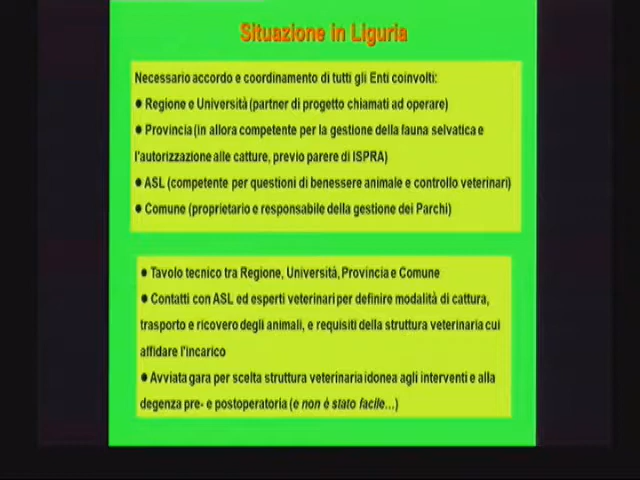 Situazione in Liguria
Necessario accordo e coordinamento di tutti gli Enti coinvolti:
● Regione e Università (partner di progetto chiamati ad operare)
● Provincia (in allora competente per la gestione della fauna selvatica e
l'autorizzazione alle catture, previo parere di ISPRA)
● ASL (competente per questioni di benessere animale e controllo veterinari)
● Comune (proprietario e responsabile della gestione dei Parchi)
● Tavolo tecnico tra Regione, Università, Provincia e Comune
● Contatti con ASL ed esperti veterinari per definire modalità di cattura,
trasporto e ricovero degli animali, e requisiti della struttura veterinaria cui
affidare l'incarico
● Avviata gara per scelta struttura veterinaria idonea agli interventi e alla
degenza pre- e postoperatoria (e non è stato facile...)